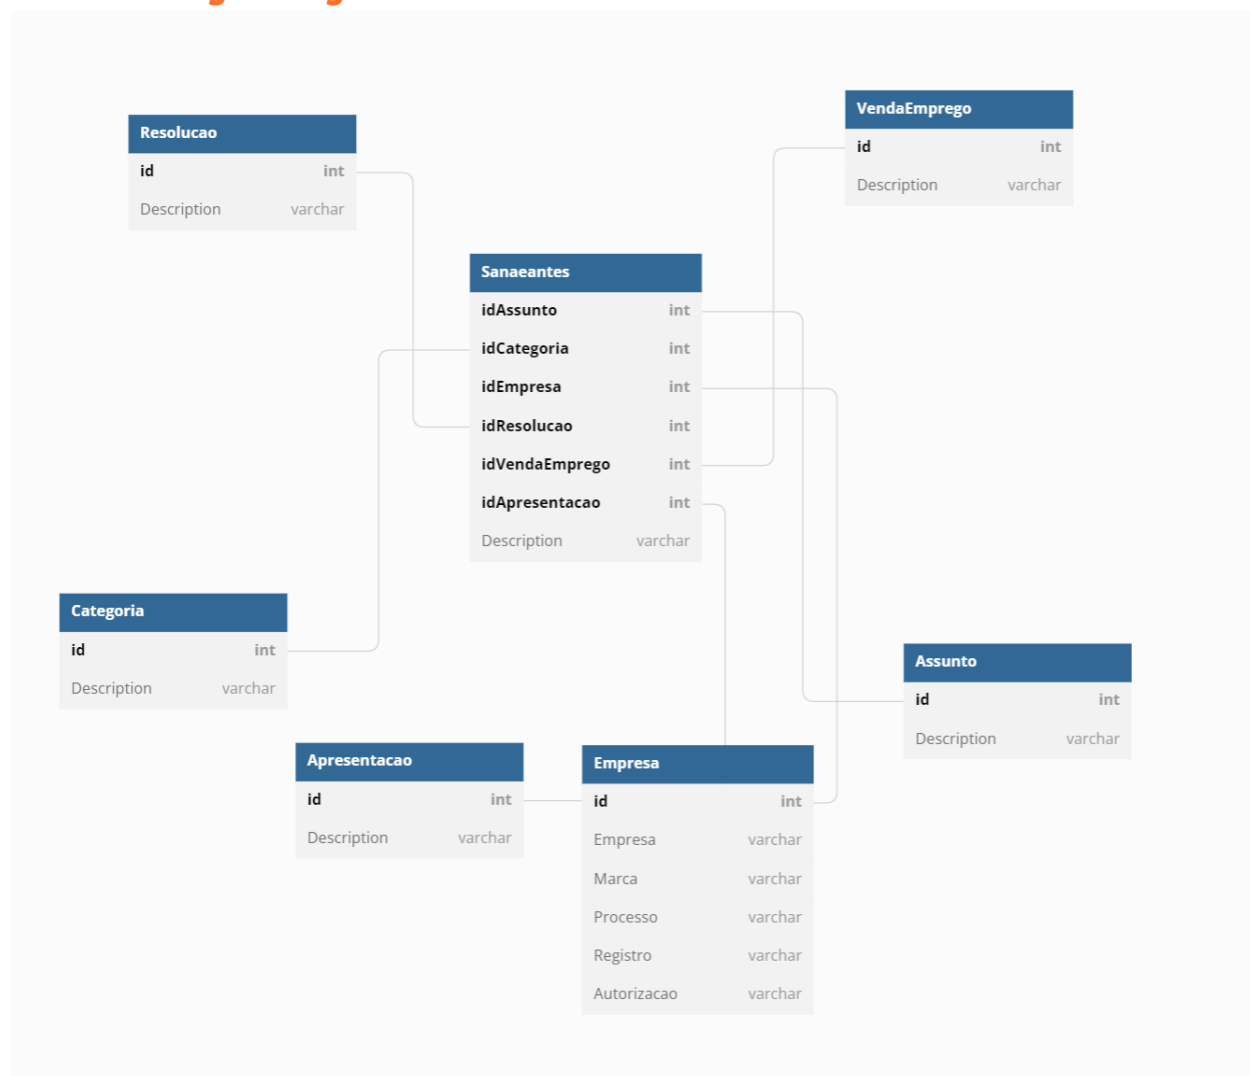 Resolucao
id int
Description varchar
VendaEmprego
id int
Description varchar
Sanaeantes
idAssunto int
idCategoria int
idEmpresa int
idResolucao int
idVendaEmprego int
idApresentacao int
Description varchar
Categoria
id int
Description varchar
Assunto
id int
Description varchar
Apresentacao
id int
Description varchar
Empresa
id int
Empresa varchar
Marca varchar
Processo varchar
Registro varchar
Autorizacao varchar